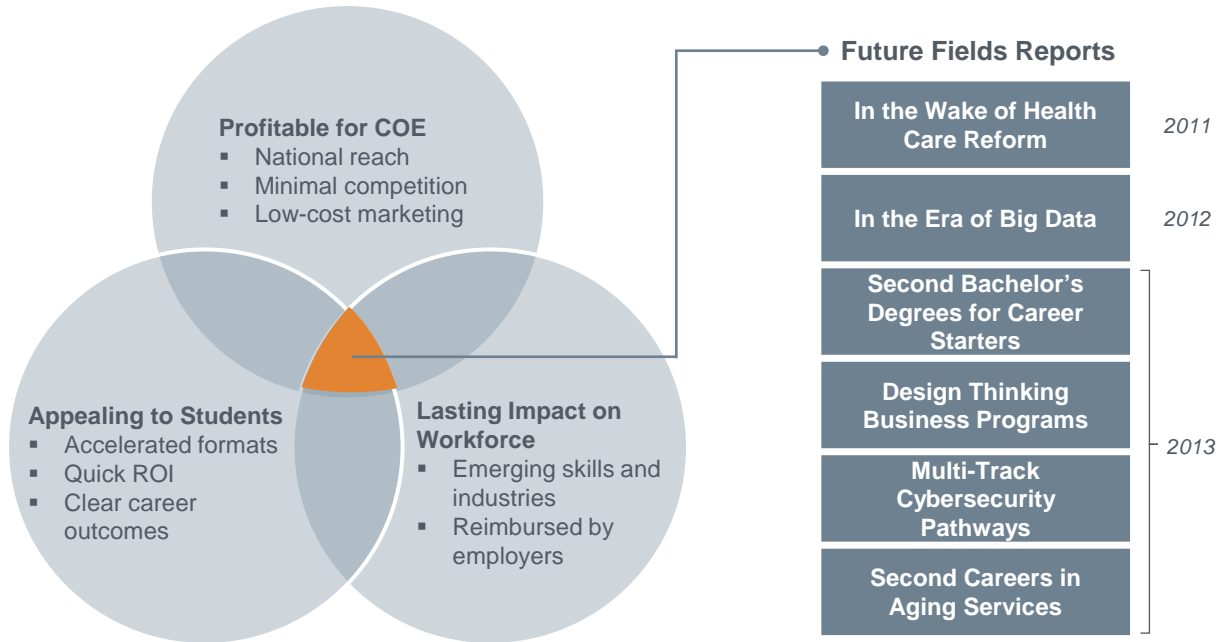 Profitable for COE
▪ National reach
▪ Minimal competition
▪ Low-cost marketing
Appealing to Students
▪ Accelerated formats
▪ Quick ROI
▪ Clear career
outcomes
Lasting Impact on
Workforce
▪ Emerging skills and
industries
▪ Reimbursed by
employers
Future Fields Reports
In the Wake of Health
Care Reform
2011
In the Era of Big Data
2012
Second Bachelor’s
Degrees for Career
Starters
Design Thinking
Business Programs
Multi-Track
Cybersecurity
Pathways
Second Careers in
Aging Services
2013